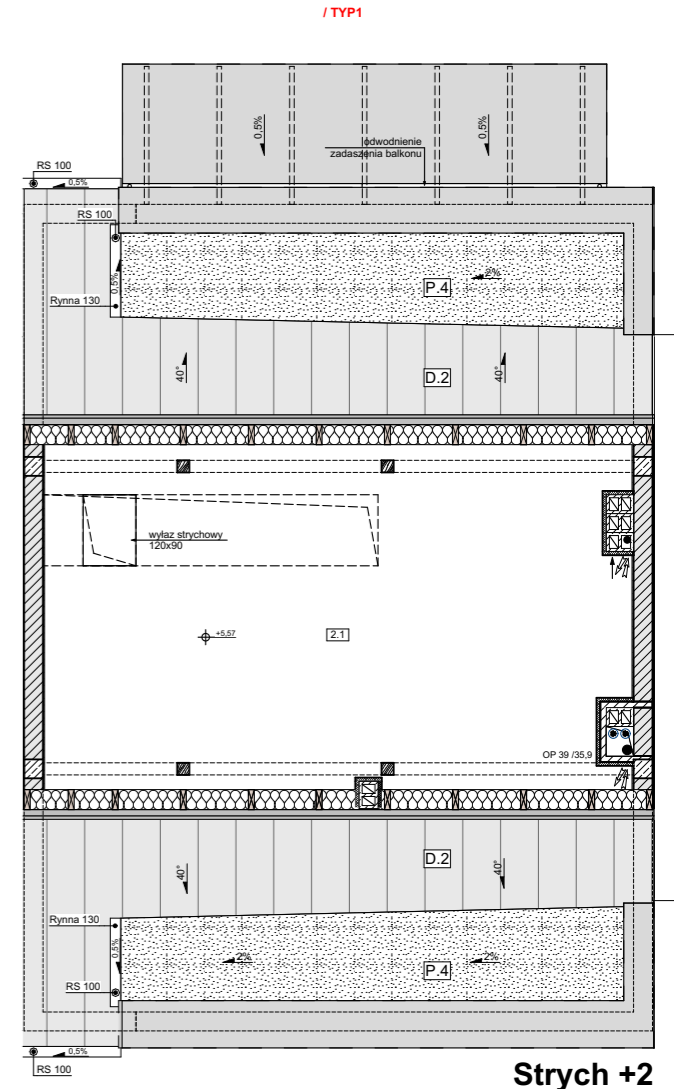 / TYP1
0,5%
0,5%
odwodnienie
zadaszenia balkonu
RS 100
0,5%
RS 100
0,5%
Rynna 130
2%
P.4
40°
D.2
40°
wyłaz strychowy
120x90
+5,57
2.1
OP 39 /35,9
40°
D.2
40°
Rynna 130
0,5%
2%
2%
P.4
RS 100
0,5%
RS 100
Strych +2